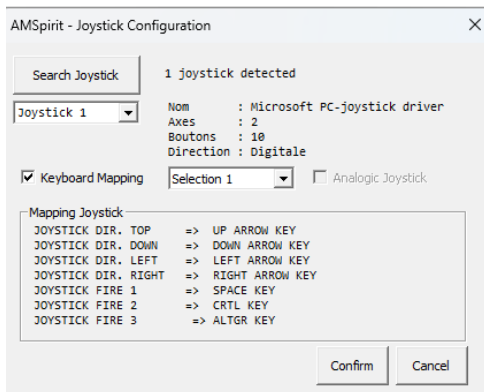 AMSpirit - Joystick Configuration
Search Joystick
1 joystick detected
Joystick 1
Nom : Microsoft PC-joystick driver
Axes : 2
Boutons : 10
Direction : Digitale
Keyboard Mapping
Selection 1
Analogic Joystick
Mapping Joystick
JOYSTICK DIR. TOP => UP ARROW KEY
JOYSTICK DIR. DOWN => DOWN ARROW KEY
JOYSTICK DIR. LEFT => LEFT ARROW KEY
JOYSTICK DIR. RIGHT => RIGHT ARROW KEY
JOYSTICK FIRE 1 => SPACE KEY
JOYSTICK FIRE 2 => CRTL KEY
JOYSTICK FIRE 3 => ALTGR KEY
Confirm
Cancel